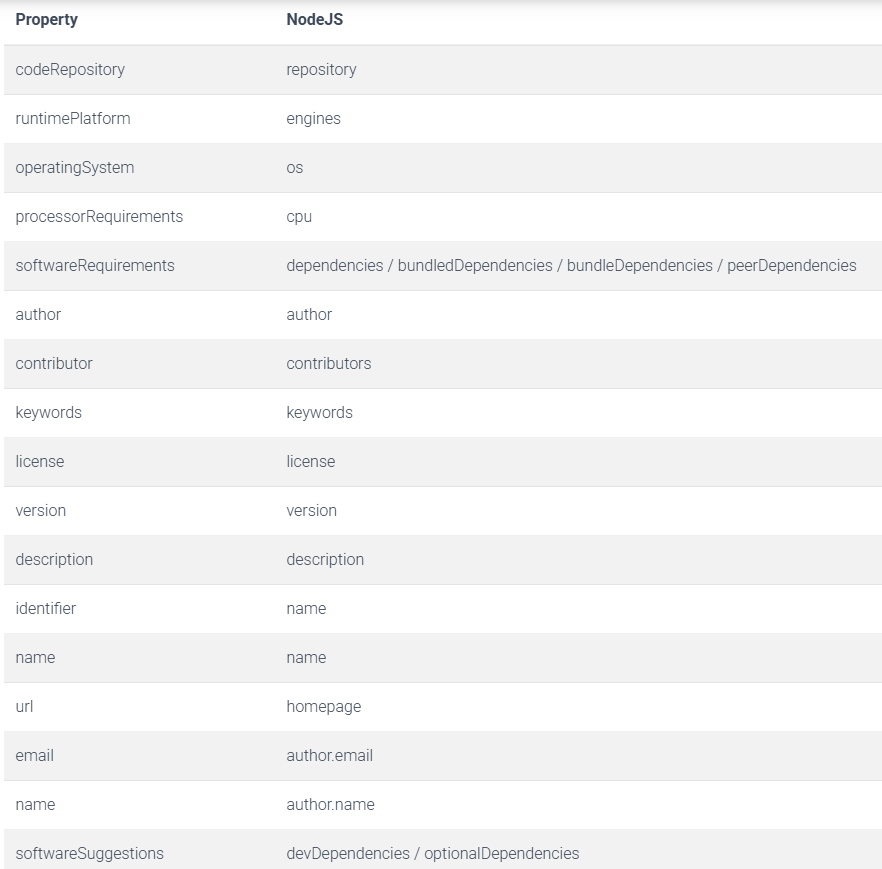 Property NodeJS
codeRepository repository
runtimePlatform engines
operatingSystem os
processorRequirements cpu
softwareRequirements dependencies / bundledDependencies / bundleDependencies / peerDependencies
author author
contributor contributors
keywords keywords
license license
version version
description description
identifier name
name name
url homepage
email author.email
name author.name
softwareSuggestions devDependencies / optionalDependencies